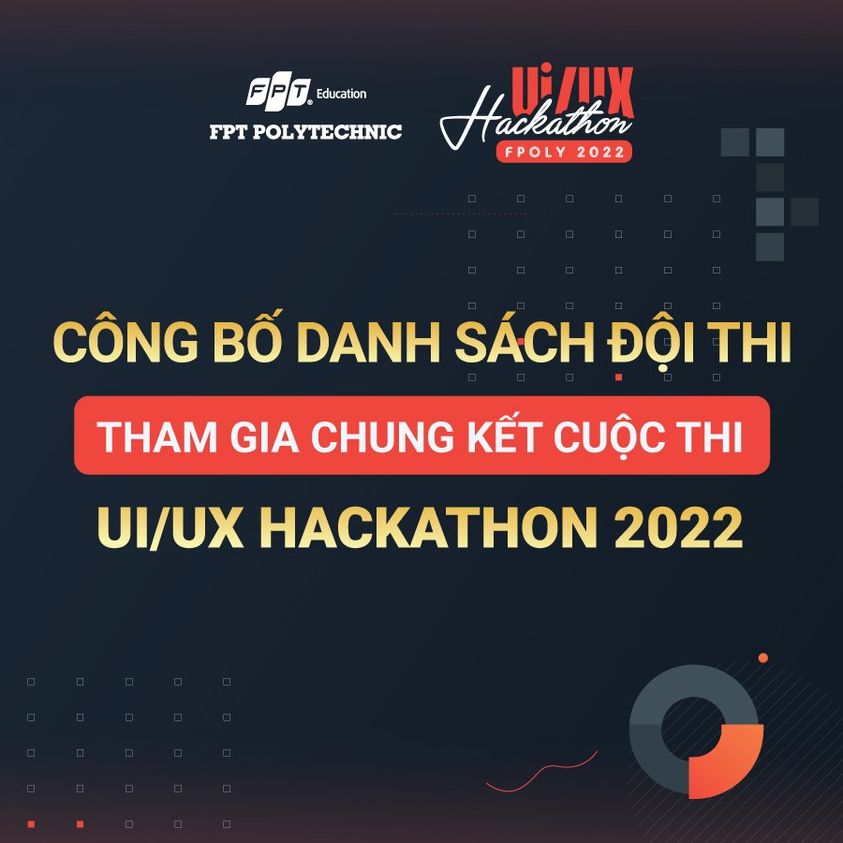 FPT Education
FPT POLYTECHNIC
Ui/UX
Hackathon
FPOLY 2022
CÔNG BỐ DANH SÁCH ĐỘI THI
THAM GIA CHUNG KẾT CUỘC THI
UI/UX HACKATHON 2022